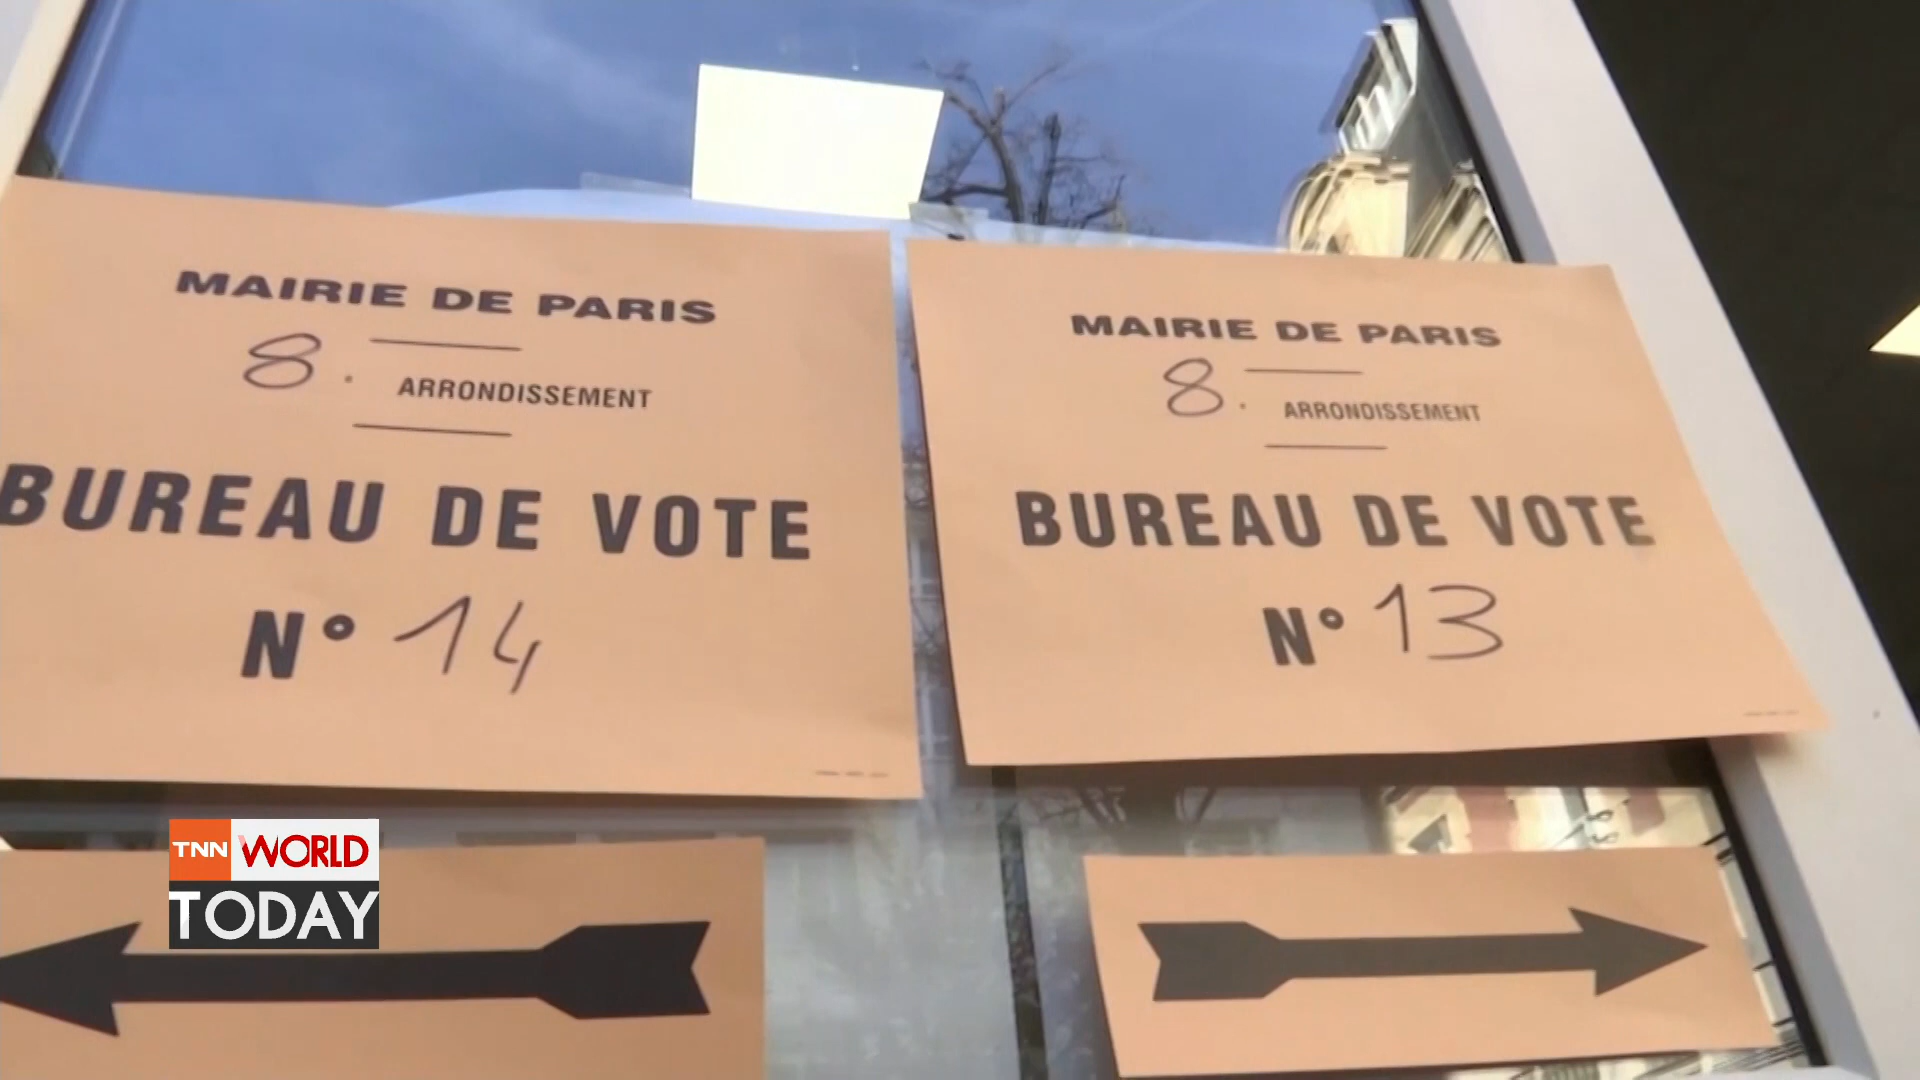 MAIRIE DE PARIS
8. ARRONDISSEMENT
BUREAU DE VOTE
N° 14
MAIRIE DE PARIS
8. ARRONDISSEMENT
BUREAU DE VOTE
N° 13
TNN WORLD
TODAY